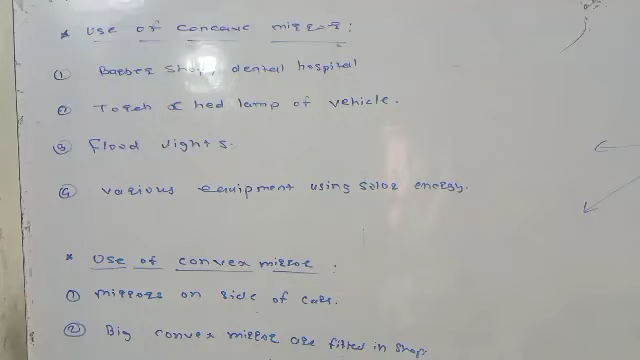 * Use of concave mirror :
① Barber shop, dental hospital
② Torch & hed lamp of vehicle.
③ Flood lights.
④ various equipment using solar energy.
* Use of convex mirror :
① mirrors on side of cars.
② Big convex mirror are fitted in shop